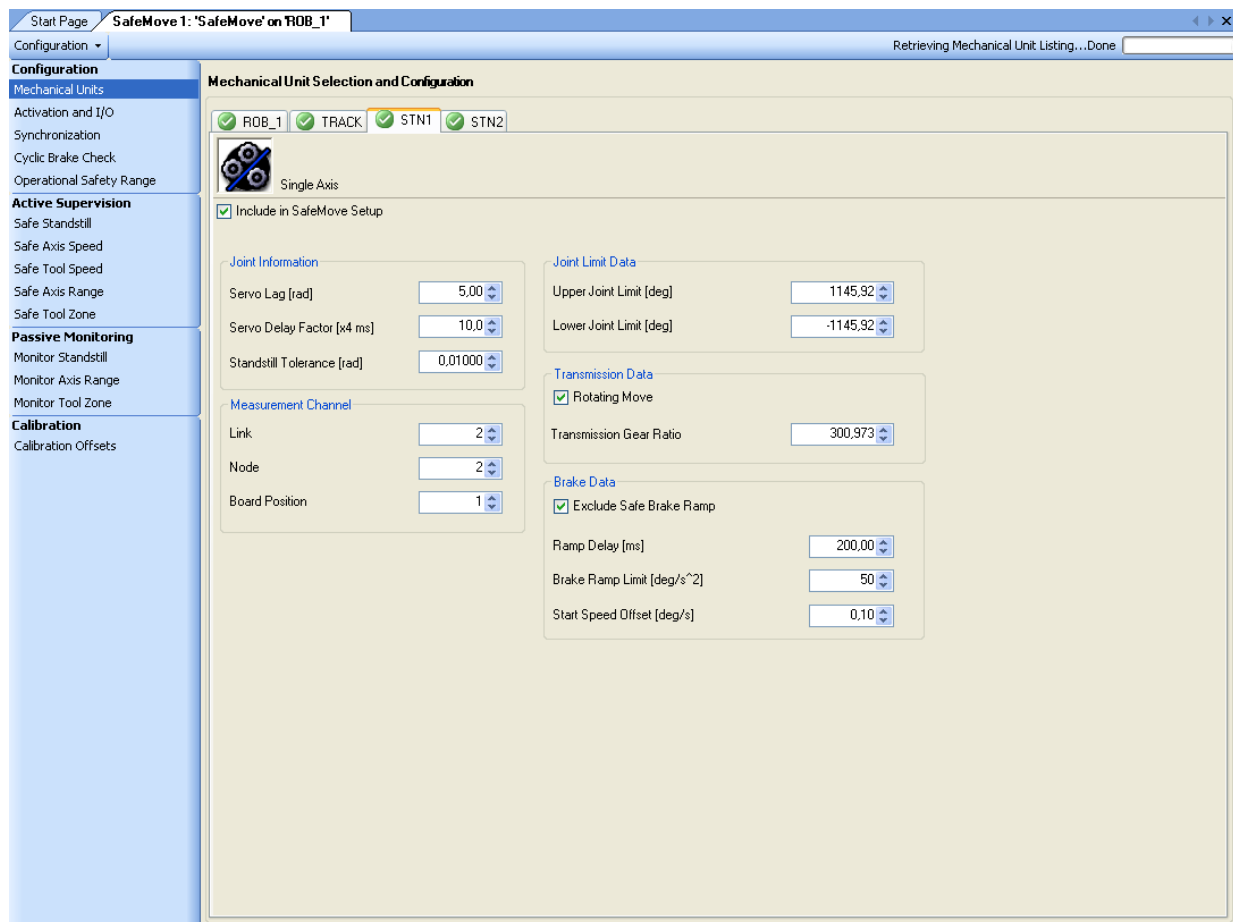 Start Page
SafeMove 1: 'SafeMove' on 'ROB_1'
Configuration
Retrieving Mechanical Unit Listing...Done
Configuration
Mechanical Units
Activation and I/O
Synchronization
Cyclic Brake Check
Operational Safety Range
Active Supervision
Safe Standstill
Safe Axis Speed
Safe Tool Speed
Safe Axis Range
Safe Tool Zone
Passive Monitoring
Monitor Standstill
Monitor Axis Range
Monitor Tool Zone
Calibration
Calibration Offsets
Mechanical Unit Selection and Configuration
ROB_1 TRACK STN1 STN2
Single Axis
Include in SafeMove Setup
Joint Information
Servo Lag [rad] 5,00
Servo Delay Factor [x4 ms] 10,0
Standstill Tolerance [rad] 0,01000
Measurement Channel
Link 2
Node 2
Board Position 1
Joint Limit Data
Upper Joint Limit [deg] 1145,92
Lower Joint Limit [deg] -1145,92
Transmission Data
Rotating Move
Transmission Gear Ratio 300,973
Brake Data
Exclude Safe Brake Ramp
Ramp Delay [ms] 200,00
Brake Ramp Limit [deg/s^2] 50
Start Speed Offset [deg/s] 0,10